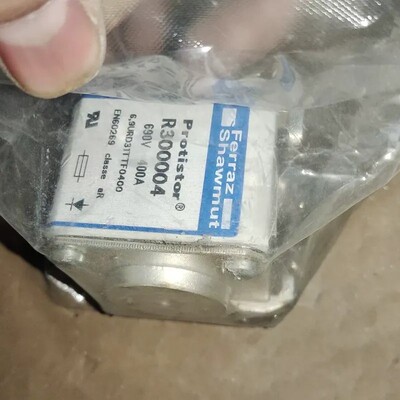 Ferraz
Shawmut
Protistor®
R300004
690V 400A
6,9URD31TTF0400
EN60269 classe aR